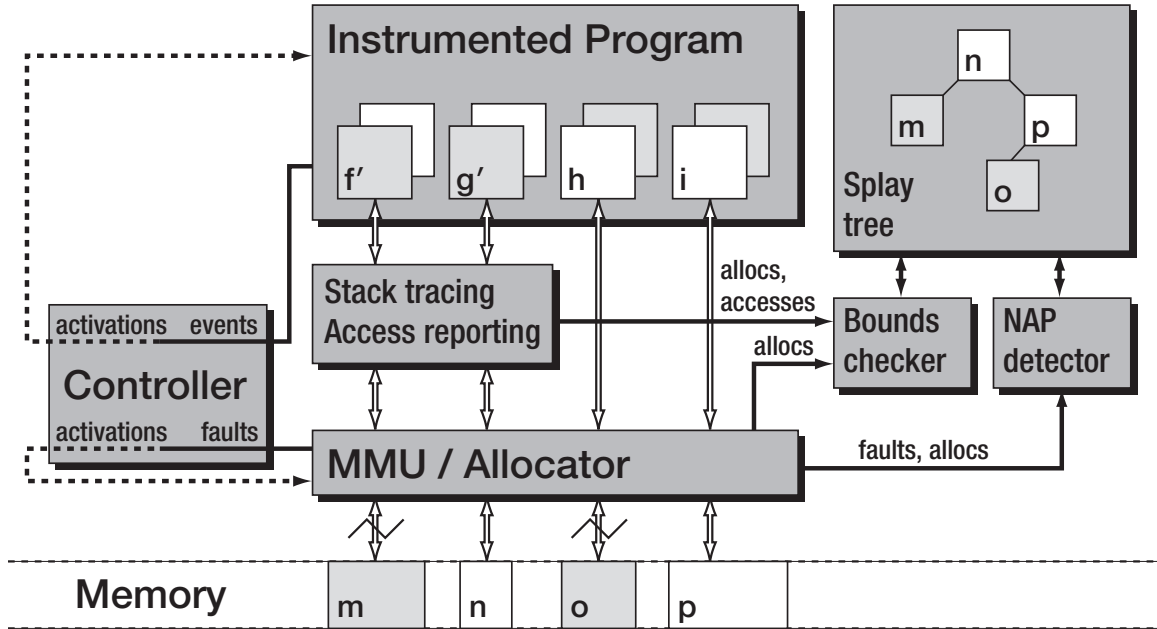 Instrumented Program
f′
g′
h
i
n
m
p
o
Splay
tree
Stack tracing
Access reporting
allocs,
accesses
allocs
Bounds
checker
NAP
detector
activations events
Controller
activations faults
MMU / Allocator
faults, allocs
Memory
m
n
o
p